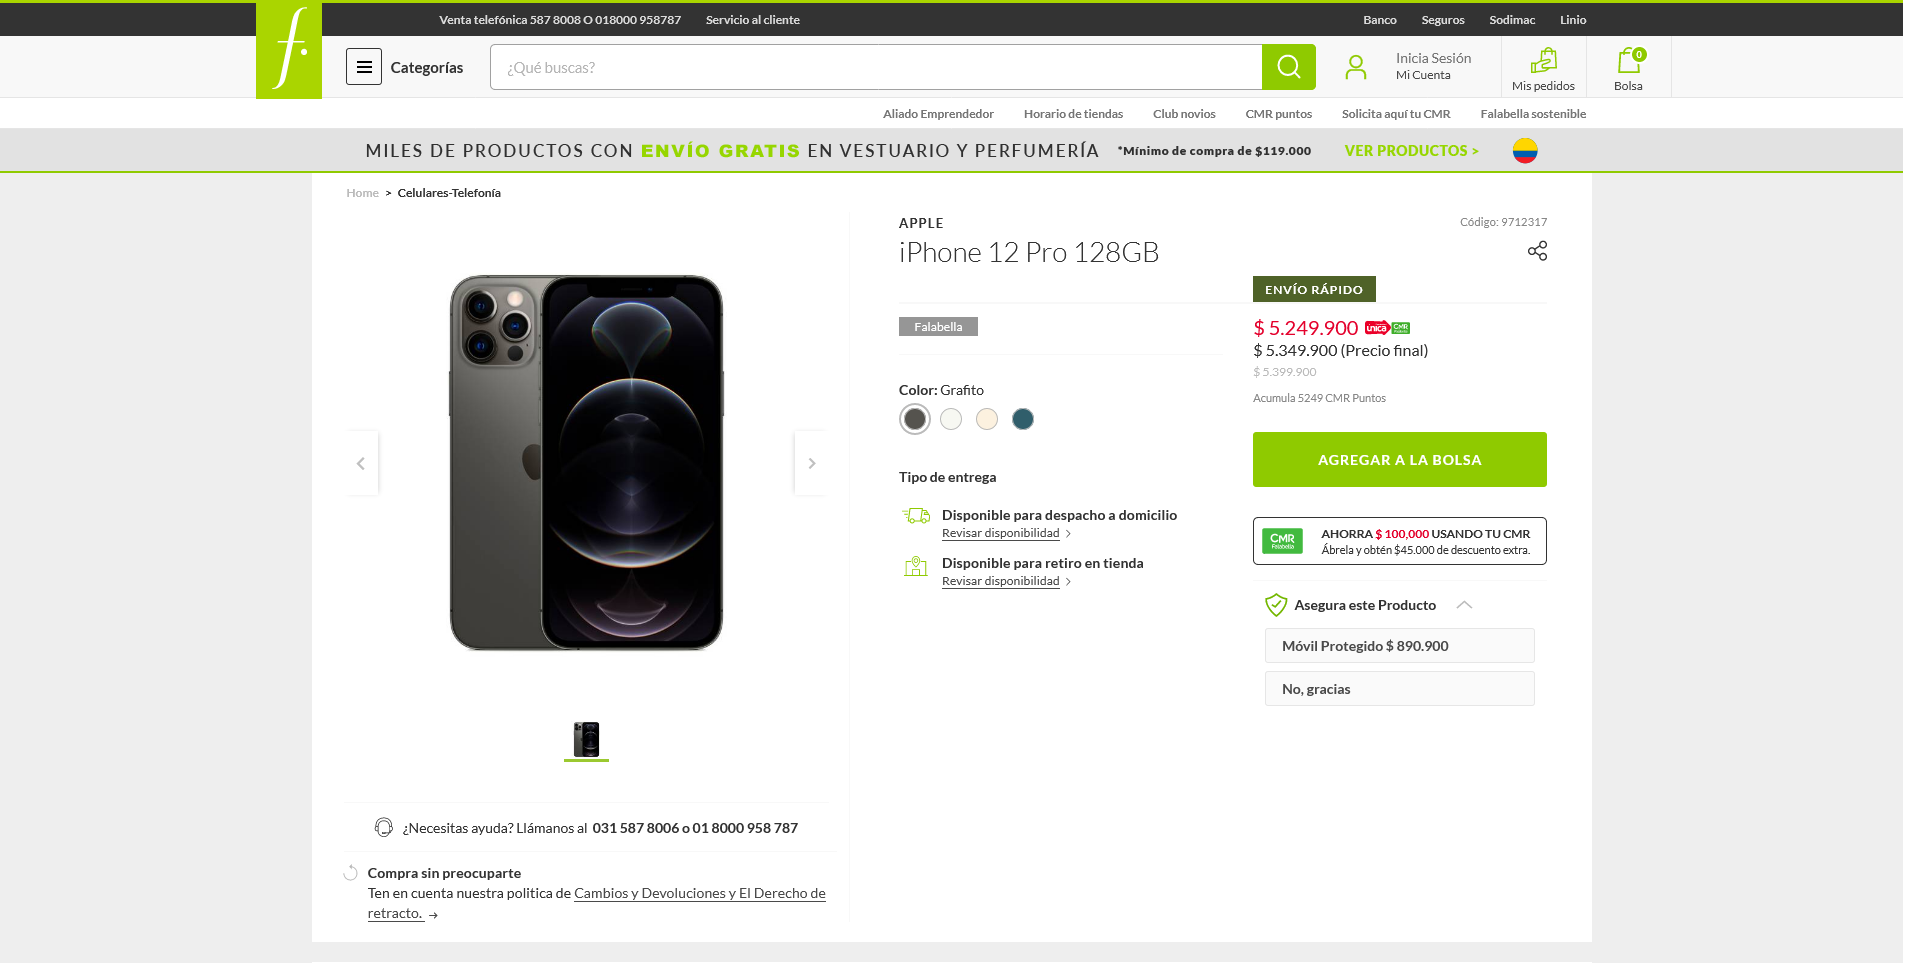 Venta telefónica 587 8008 O 018000 958787
Servicio al cliente
Banco
Seguros
Sodimac
Linio
f.
Categorías
¿Qué buscas?
Inicia Sesión
Mi Cuenta
Mis pedidos
0
Bolsa
Aliado Emprendedor
Horario de tiendas
Club novios
CMR puntos
Solicita aquí tu CMR
Falabella sostenible
MILES DE PRODUCTOS CON ENVÍO GRATIS EN VESTUARIO Y PERFUMERÍA *Mínimo de compra de $119.000 VER PRODUCTOS >
Home > Celulares-Telefonía
APPLE
Código: 9712317
iPhone 12 Pro 128GB
ENVÍO RÁPIDO
Falabella
$ 5.249.900 única CMR
$ 5.349.900 (Precio final)
$ 5.399.900
Acumula 5249 CMR Puntos
Color: Grafito
AGREGAR A LA BOLSA
Tipo de entrega
Disponible para despacho a domicilio
Revisar disponibilidad
Disponible para retiro en tienda
Revisar disponibilidad
CMR
Falabella
AHORRA $ 100,000 USANDO TU CMR
Ábrela y obtén $45.000 de descuento extra.
Asegura este Producto
Móvil Protegido $ 890.900
No, gracias
¿Necesitas ayuda? Llámanos al 031 587 8006 o 01 8000 958 787
Compra sin preocuparte
Ten en cuenta nuestra politica de Cambios y Devoluciones y El Derecho de
retracto. →